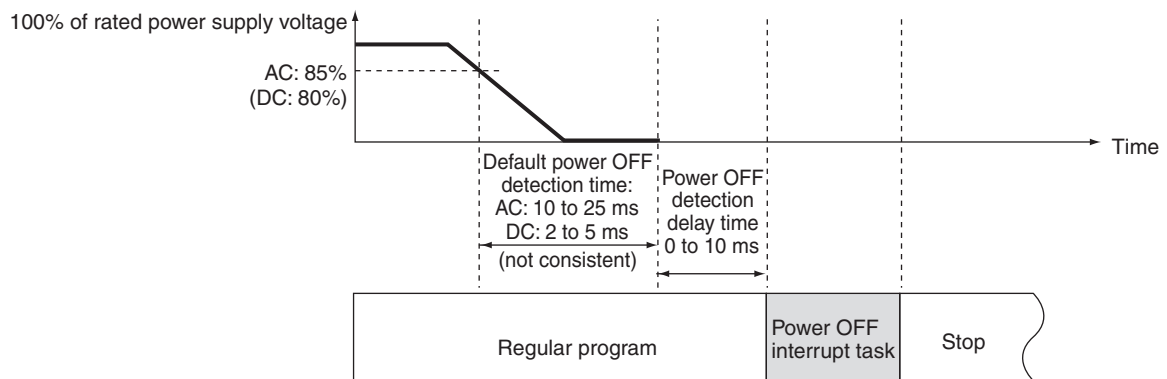 100% of rated power supply voltage
AC: 85%
(DC: 80%)
Time
Default power OFF
detection time:
AC: 10 to 25 ms
DC: 2 to 5 ms
(not consistent)
Power OFF
detection
delay time
0 to 10 ms
Regular program
Power OFF
interrupt task
Stop